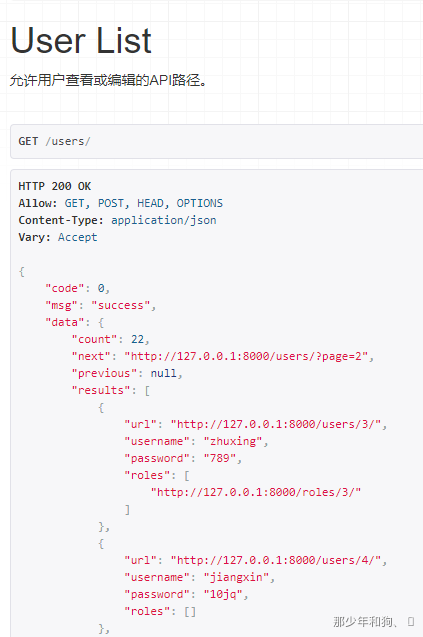 User List
允许用户查看或编辑的API路径。
GET /users/
HTTP 200 OK
Allow: GET, POST, HEAD, OPTIONS
Content-Type: application/json
Vary: Accept
{
"code": 0,
"msg": "success",
"data": {
"count": 22,
"next": "http://127.0.0.1:8000/users/?page=2",
"previous": null,
"results": [
{
"url": "http://127.0.0.1:8000/users/3/",
"username": "zhuxing",
"password": "789",
"roles": [
"http://127.0.0.1:8000/roles/3/"
]
},
{
"url": "http://127.0.0.1:8000/users/4/",
"username": "jiangxin",
"password": "10jq",
"roles": []
},
那少年和狗、